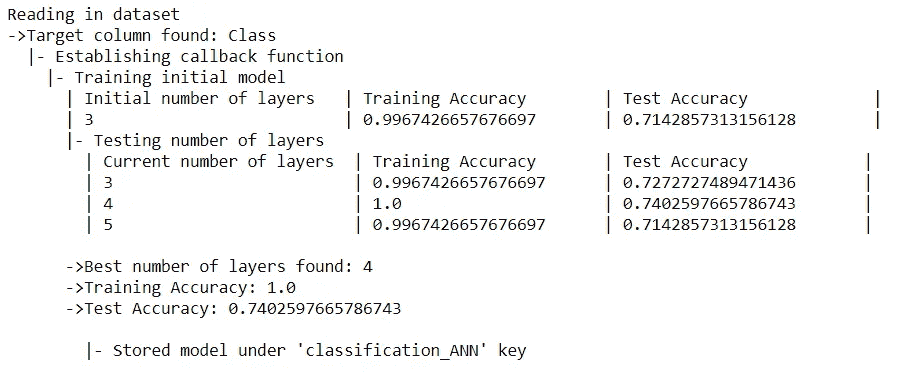 Reading in dataset
->Target column found: Class
|- Establishing callback function
|- Training initial model
| Initial number of layers | Training Accuracy | Test Accuracy |
| 3 | 0.9967426657676697 | 0.7142857313156128 |
|- Testing number of layers
| Current number of layers | Training Accuracy | Test Accuracy |
| 3 | 0.9967426657676697 | 0.7272727489471436 |
| 4 | 1.0 | 0.7402597665786743 |
| 5 | 0.9967426657676697 | 0.7142857313156128 |
->Best number of layers found: 4
->Training Accuracy: 1.0
->Test Accuracy: 0.7402597665786743
|- Stored model under 'classification_ANN' key